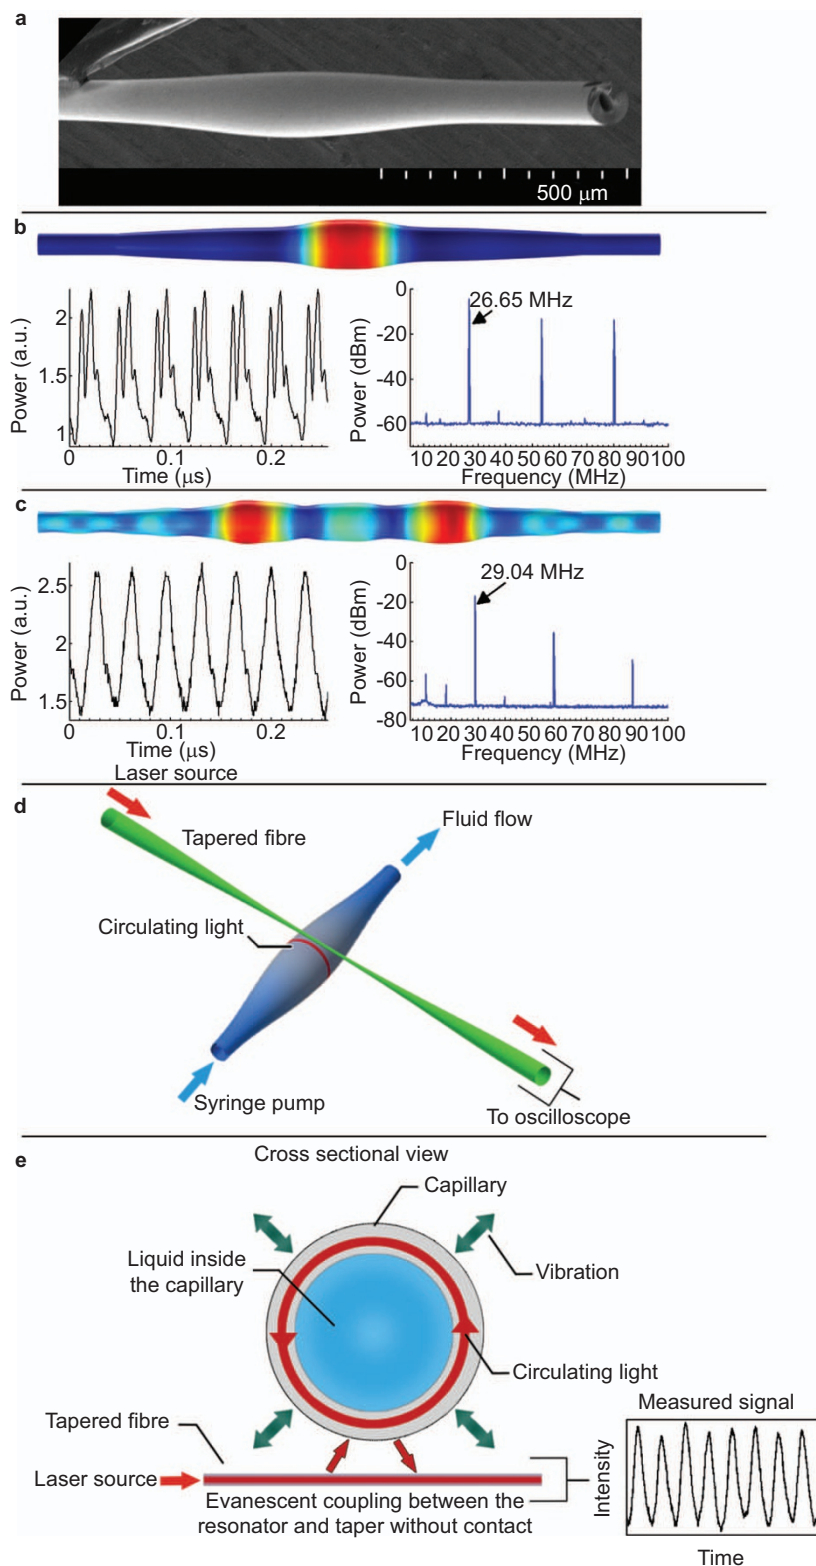 a
500 μm
b
2
1.5
1
Power (a.u.)
0
0.1
0.2
Time (μs)
0
-20
-40
-60
Power (dBm)
26.65 MHz
10 20 30 40 50 60 70 80 90 100
Frequency (MHz)
c
2.5
2
1.5
Power (a.u.)
0
0.1
0.2
Time (μs)
0
-20
-40
-60
-80
Power (dBm)
29.04 MHz
10 20 30 40 50 60 70 80 90 100
Frequency (MHz)
Laser source
d
Tapered fibre
Fluid flow
Circulating light
Syringe pump
To oscilloscope
e
Cross sectional view
Capillary
Liquid inside
the capillary
Vibration
Circulating light
Tapered fibre
Laser source
Evanescent coupling between the
resonator and taper without contact
Measured signal
Intensity
Time